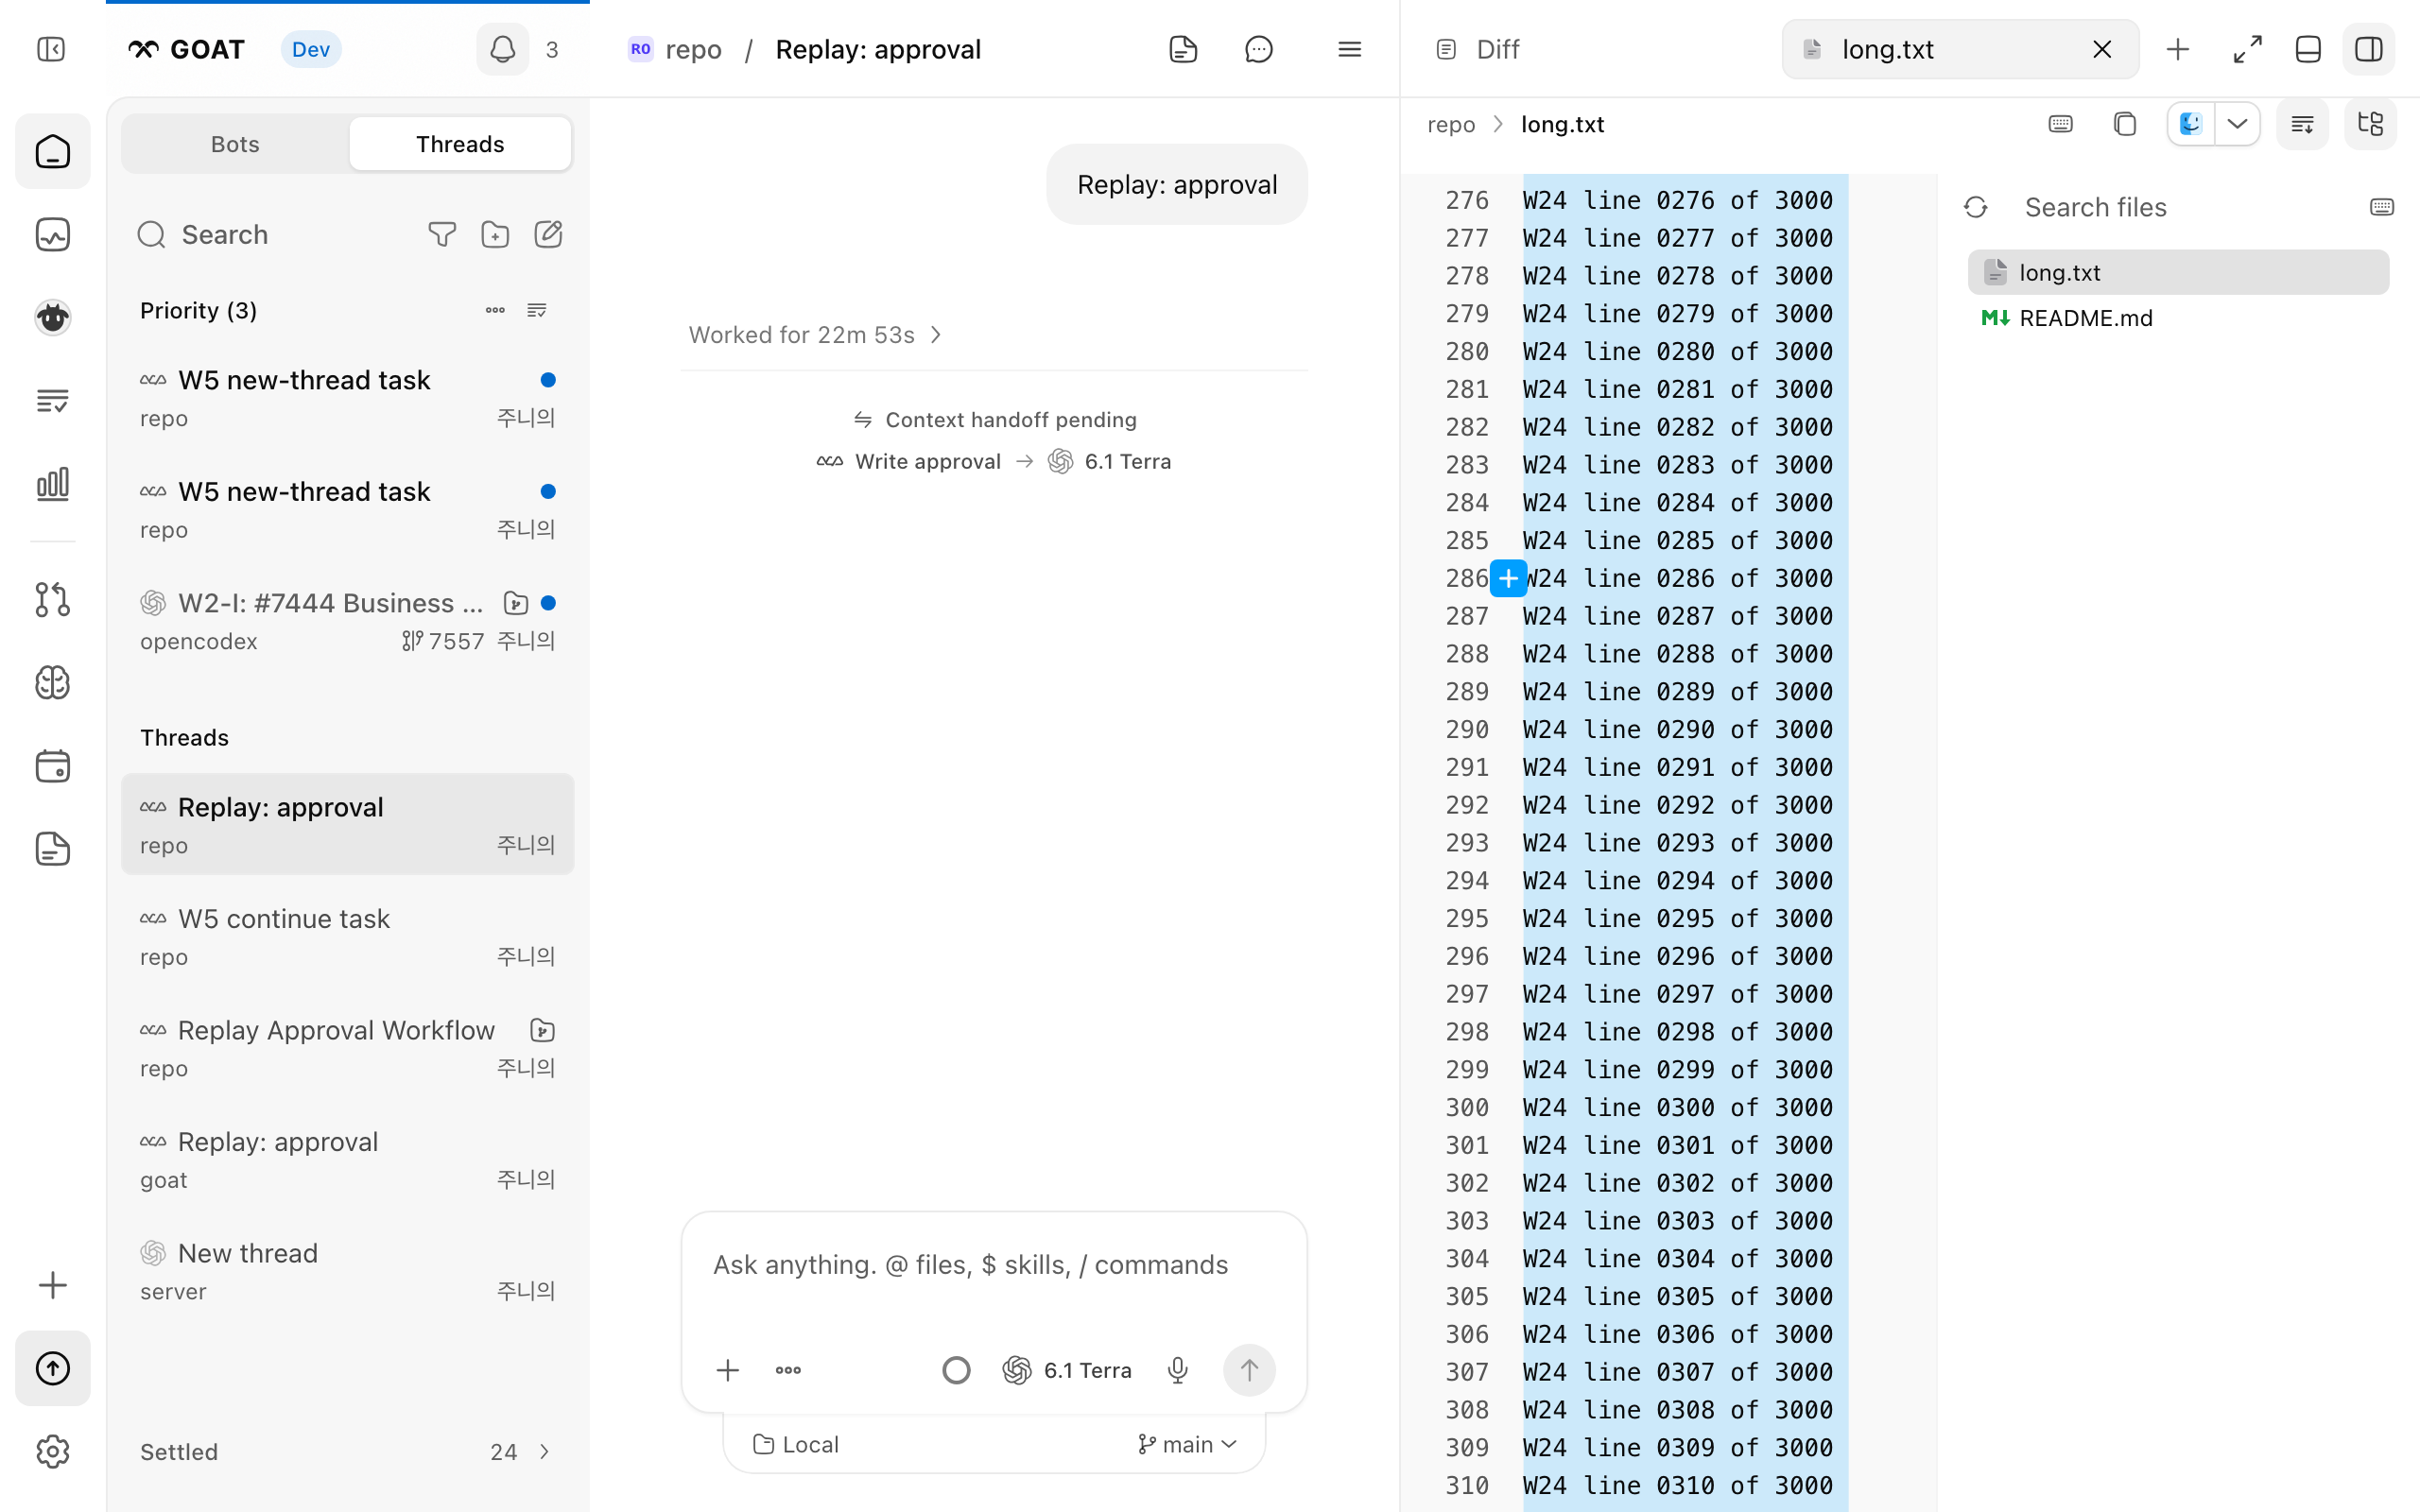 GOAT
Dev
3
Bots
Threads
Search
Priority (3)
W5 new-thread task
repo
주니의
W5 new-thread task
repo
주니의
W2-I: #7444 Business ...
opencodex
7557
주니의
Threads
Replay: approval
repo
주니의
W5 continue task
repo
주니의
Replay Approval Workflow
repo
주니의
Replay: approval
goat
주니의
New thread
server
주니의
Settled
24
RO repo / Replay: approval
Replay: approval
Worked for 22m 53s
Context handoff pending
Write approval → 6.1 Terra
Ask anything. @ files, $ skills, / commands
6.1 Terra
Local
main
Diff
long.txt
repo > long.txt
276 W24 line 0276 of 3000
277 W24 line 0277 of 3000
278 W24 line 0278 of 3000
279 W24 line 0279 of 3000
280 W24 line 0280 of 3000
281 W24 line 0281 of 3000
282 W24 line 0282 of 3000
283 W24 line 0283 of 3000
284 W24 line 0284 of 3000
285 W24 line 0285 of 3000
286 W24 line 0286 of 3000
287 W24 line 0287 of 3000
288 W24 line 0288 of 3000
289 W24 line 0289 of 3000
290 W24 line 0290 of 3000
291 W24 line 0291 of 3000
292 W24 line 0292 of 3000
293 W24 line 0293 of 3000
294 W24 line 0294 of 3000
295 W24 line 0295 of 3000
296 W24 line 0296 of 3000
297 W24 line 0297 of 3000
298 W24 line 0298 of 3000
299 W24 line 0299 of 3000
300 W24 line 0300 of 3000
301 W24 line 0301 of 3000
302 W24 line 0302 of 3000
303 W24 line 0303 of 3000
304 W24 line 0304 of 3000
305 W24 line 0305 of 3000
306 W24 line 0306 of 3000
307 W24 line 0307 of 3000
308 W24 line 0308 of 3000
309 W24 line 0309 of 3000
310 W24 line 0310 of 3000
Search files
long.txt
README.md